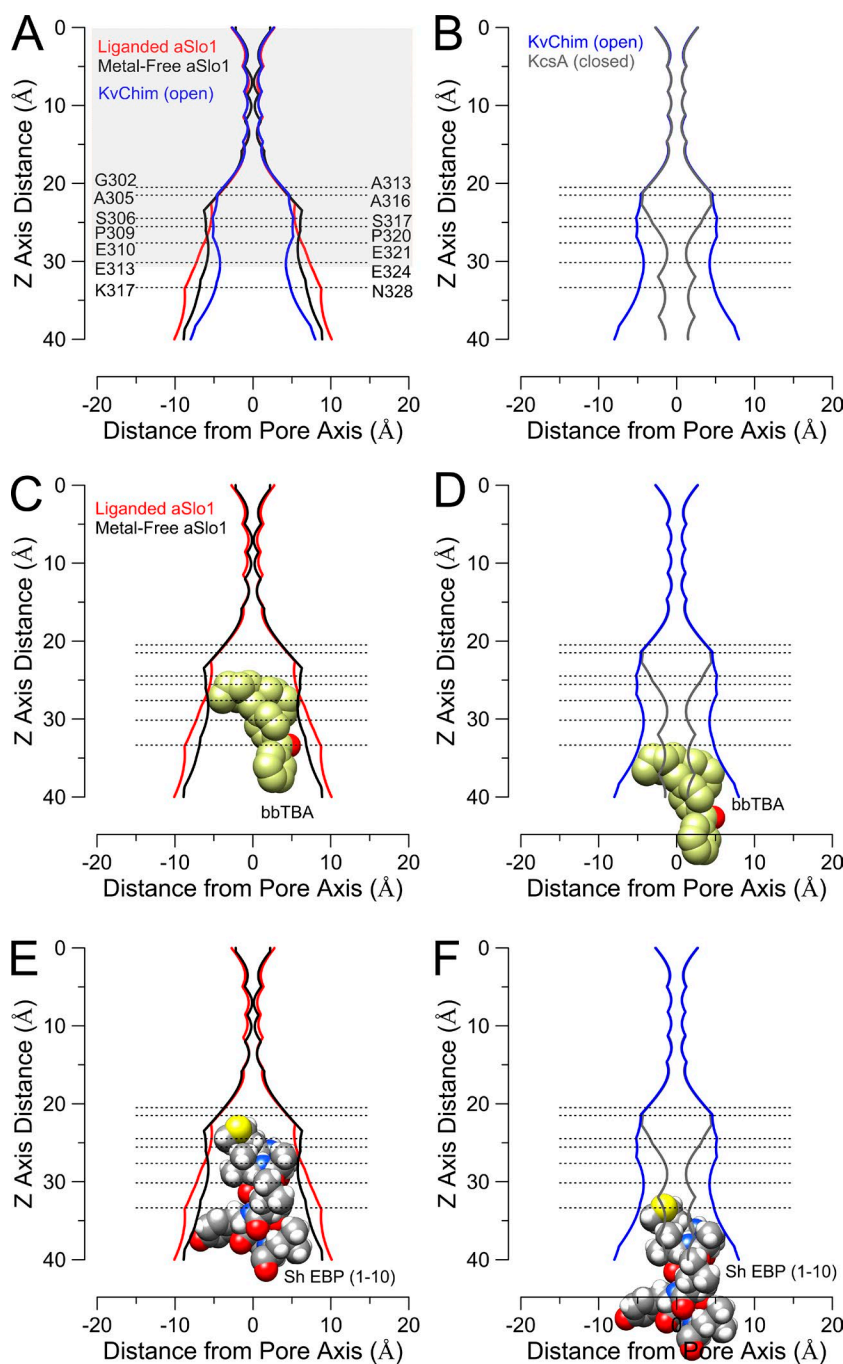 A
Liganded aSlo1
Metal-Free aSlo1
KvChim (open)
Z Axis Distance (Å)
0
10
20
30
40
G302
A305
S306
P309
E310
E313
K317
A313
A316
S317
P320
E321
E324
N328
-20 -10 0 10 20
Distance from Pore Axis (Å)
B
KvChim (open)
KcsA (closed)
Z Axis Distance (Å)
0
10
20
30
40
-20 -10 0 10 20
Distance from Pore Axis (Å)
C
Liganded aSlo1
Metal-Free aSlo1
Z Axis Distance (Å)
0
10
20
30
40
bbTBA
-20 -10 0 10 20
Distance from Pore Axis (Å)
D
Z Axis Distance (Å)
0
10
20
30
40
bbTBA
-20 -10 0 10 20
Distance from Pore Axis (Å)
E
Z Axis Distance (Å)
0
10
20
30
40
Sh EBP (1-10)
-20 -10 0 10 20
Distance from Pore Axis (Å)
F
Z Axis Distance (Å)
0
10
20
30
40
Sh EBP (1-10)
-20 -10 0 10 20
Distance from Pore Axis (Å)